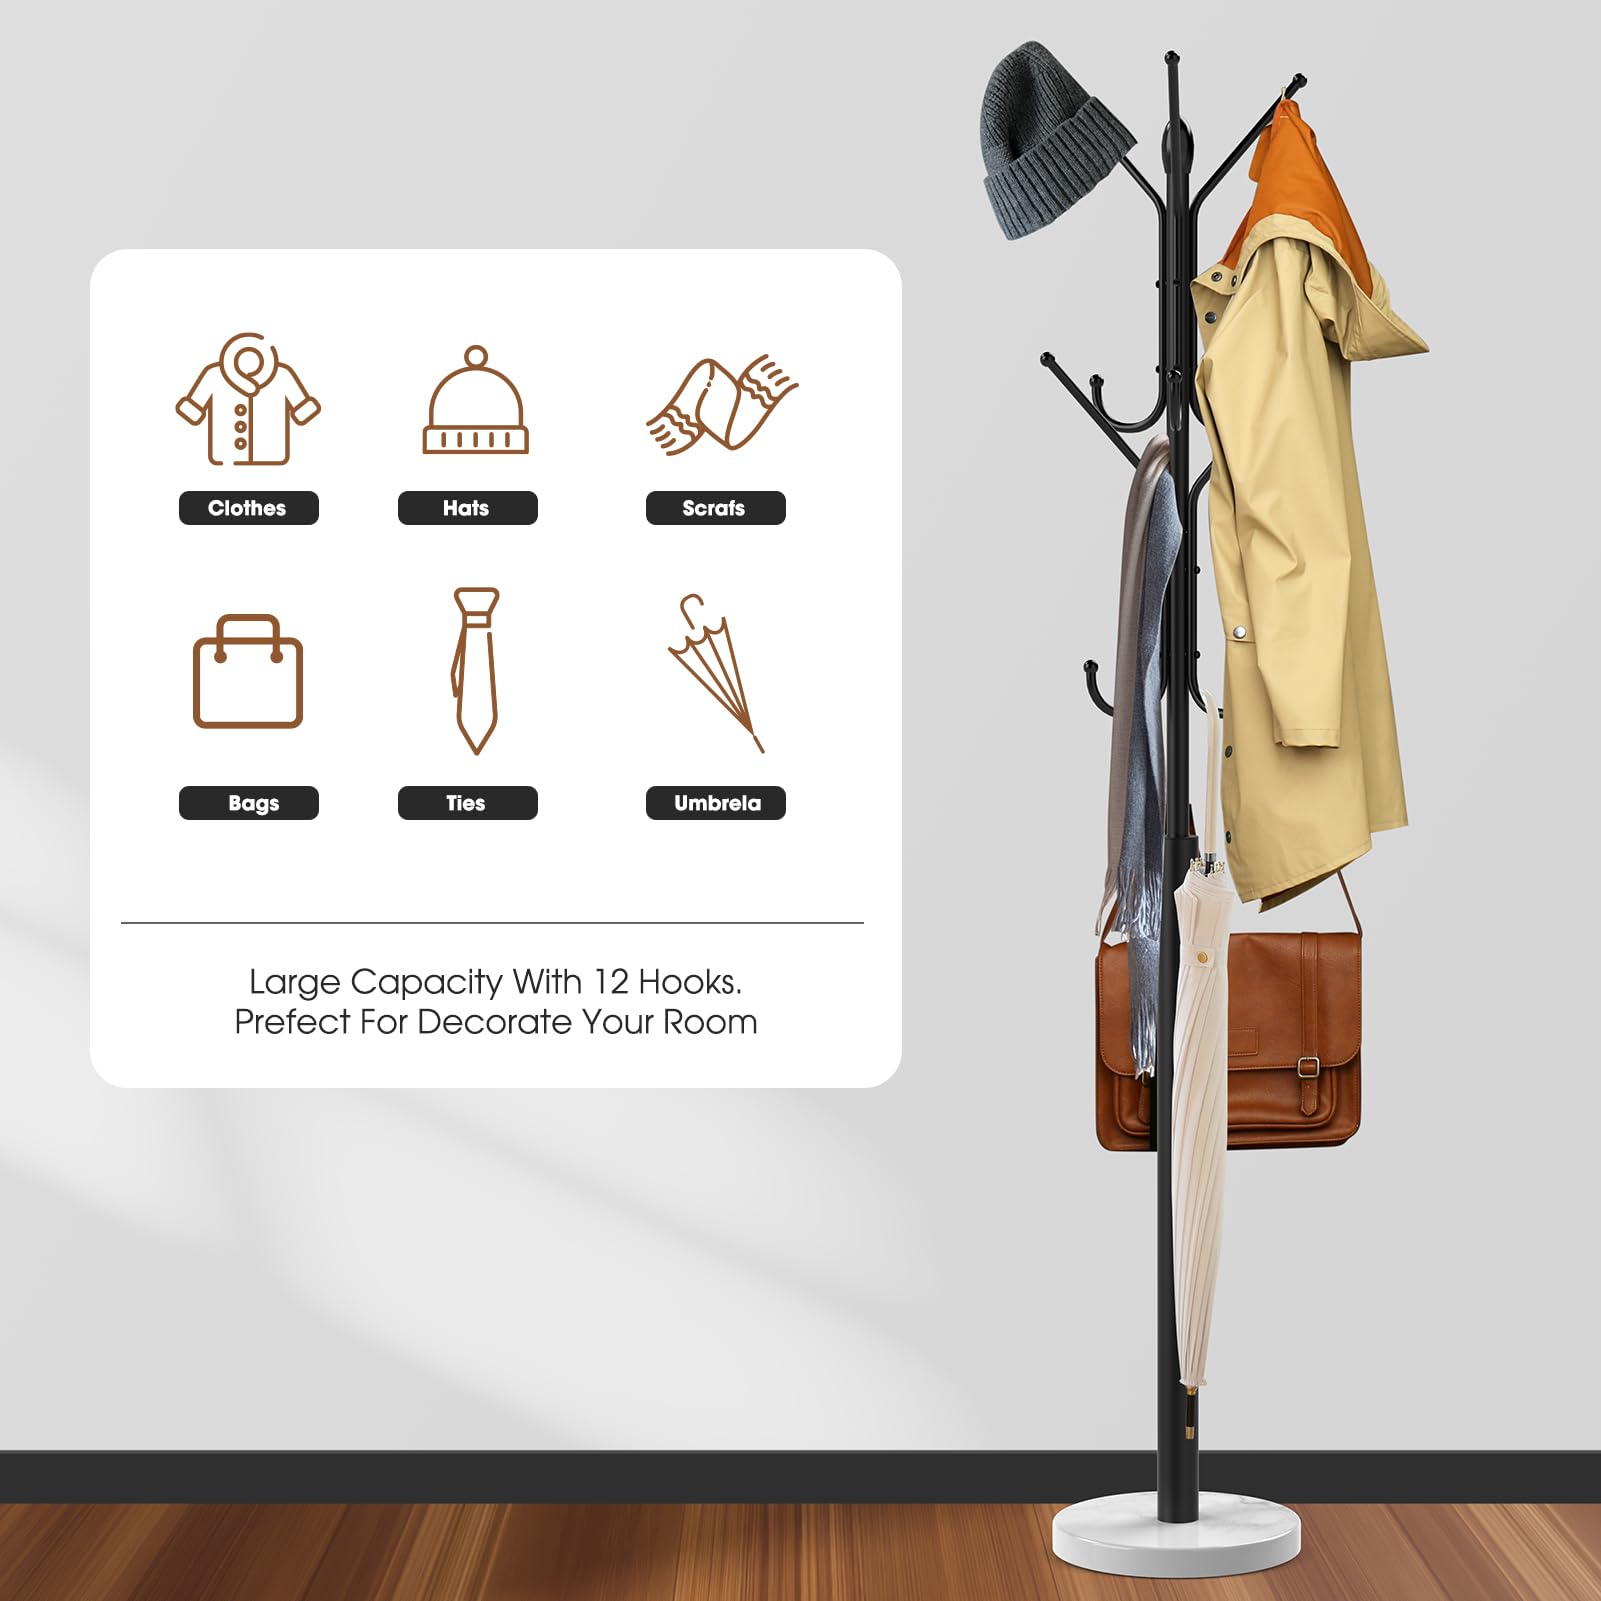 Clothes
Hats
Scrafs
Bags
Ties
Umbrela
Large Capacity With 12 Hooks.
Prefect For Decorate Your Room